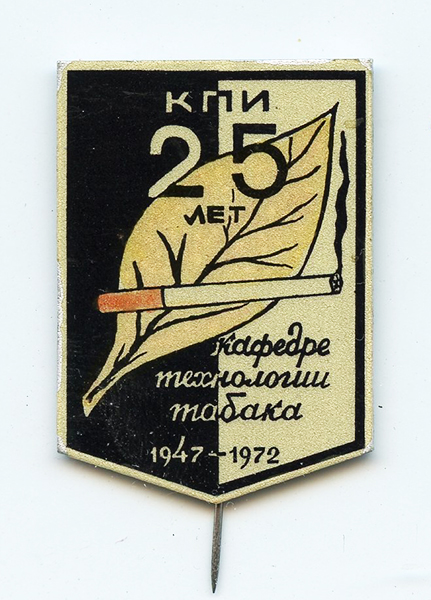 КПИ
25
ЛЕТ
кафедре
технологии
табака
1947-1972